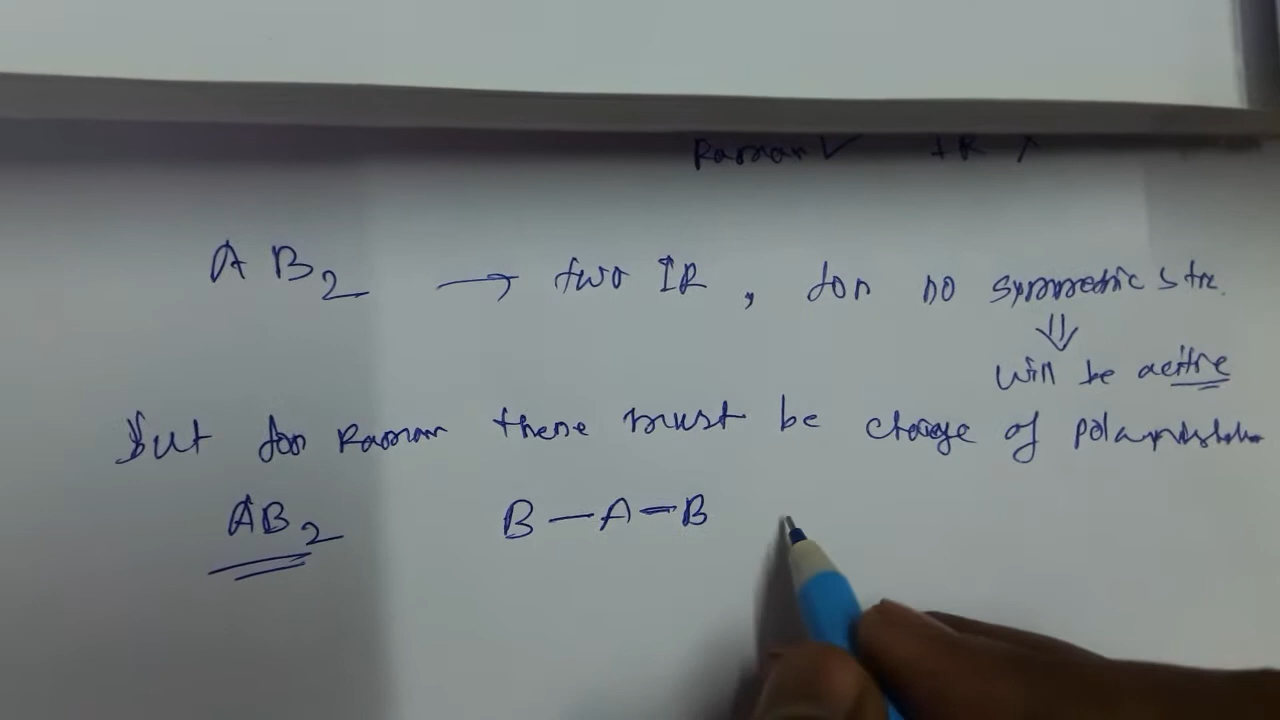 Raman ✓ IR
AB₂ → two IR, for no symmetric str.
⇓
will be active
But for Raman there must be change of
AB₂ B — A — B